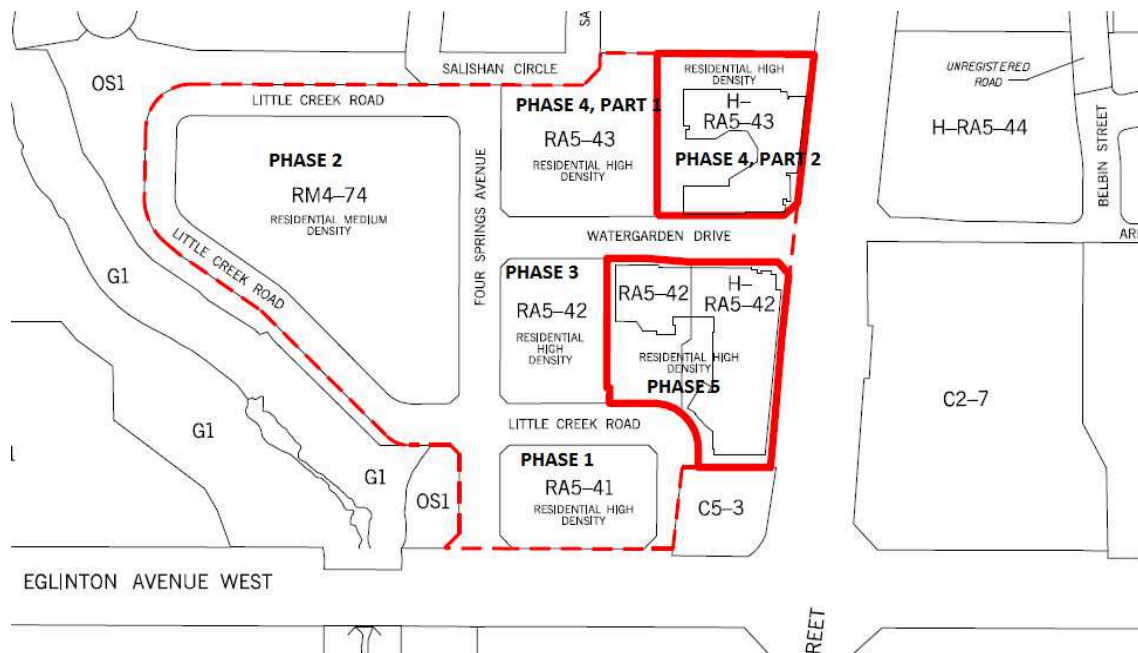 SA
OS1
SALISHAN CIRCLE
LITTLE CREEK ROAD
RESIDENTIAL HIGH
DENSITY
UNREGISTERED
ROAD
PHASE 4, PART 1
H-
RA5-43
RA5-43
H-RA5-44
BELBIN STREET
PHASE 2
RM4-74
RESIDENTIAL MEDIUM
DENSITY
RESIDENTIAL HIGH
DENSITY
PHASE 4, PART 2
FOUR SPRINGS AVENUE
WATERGARDEN DRIVE
AR
LITTLE CREEK ROAD
G1
PHASE 3
RA5-42
RESIDENTIAL
HIGH
DENSITY
RA5-42
H-
RA5-42
RESIDENTIAL HIGH
DENSITY
PHASE 5
C2-7
LITTLE CREEK ROAD
G1
1
G1
OS1
PHASE 1
RA5-41
RESIDENTIAL HIGH
DENSITY
C5-3
EGLINTON AVENUE WEST
REET